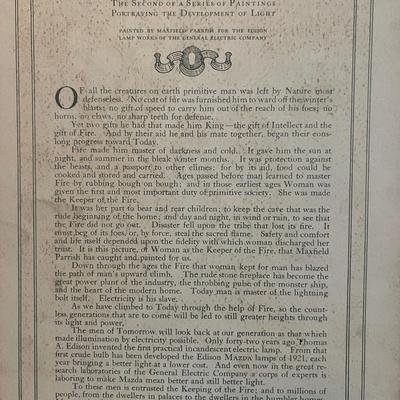 The Second of a Series of Paintings
Portraying the Development of Light
PAINTED BY MAXFIELD PARRISH FOR THE EDISON
LAMP WORKS OF THE GENERAL ELECTRIC COMPANY
OF all the creatures on earth primitive man was left by Nature most
defenseless. No coat of fur was furnished him to ward off the winter's
blasts; no gift of speed to carry him out of the reach of his foes; no
horns, no claws, no sharp teeth for defense.
Yet two gifts he had that made him King—the gift of Intellect and the
gift of Fire. And by their aid he and his mate together, began their cons-
long progress toward Today.
Fire made him master of darkness and cold. It gave him the sun at
night, and summer in the bleak winter months. It was protection against
the beasts, and a passport to other climes; for by its aid, food could be
cooked and stored and carried. Ages passed before man learned to master
Fire by rubbing bough on bough; and in those earliest ages Woman was
given the first and most important duty of primitive society. She was made
the Keeper of the Fire.
It was her part to bear and rear children; to keep the cave that was the
rude beginning of the home; and day and night, in wind or rain, to see that
the Fire did not go out. Disaster fell upon the tribe that lost its fire. It
must beg of its foes, or, by force, steal the sacred flame. Safety and comfort
and life itself depended upon the fidelity with which woman discharged her
trust. It is this picture, of Woman as the Keeper of the Fire, that Maxfield
Parrish has caught and painted for us.
Down through the ages the Fire that woman kept for man has blazed
the path of man's upward climb. The rude stone fireplace has become the
great power plant of the industry, the throbbing pulse of the monster ship,
and the heart of the modern home. Today man is master of the lightning
bolt itself. Electricity is his slave.
As we have climbed to Today through the help of Fire, so the count-
less generations that are to come will be led to still greater heights through
its light and power.
The men of Tomorrow will look back at our generation as that which
made illumination by electricity possible. Only forty-two years ago Thomas
A. Edison invented the first practical incandescent electric lamp. From that
first crude bulb has been developed the Edison MAZDA lamps of 1921; each
year bringing a better light at a lower cost. And even now in the great re-
search laboratories of the General Electric Company a corps of experts is
laboring to make Mazda mean better and still better light.
To these men is entrusted the Keeping of the Fire; and to millions of
people, from the dwellers in palaces to the dwellers in the humbler homes,